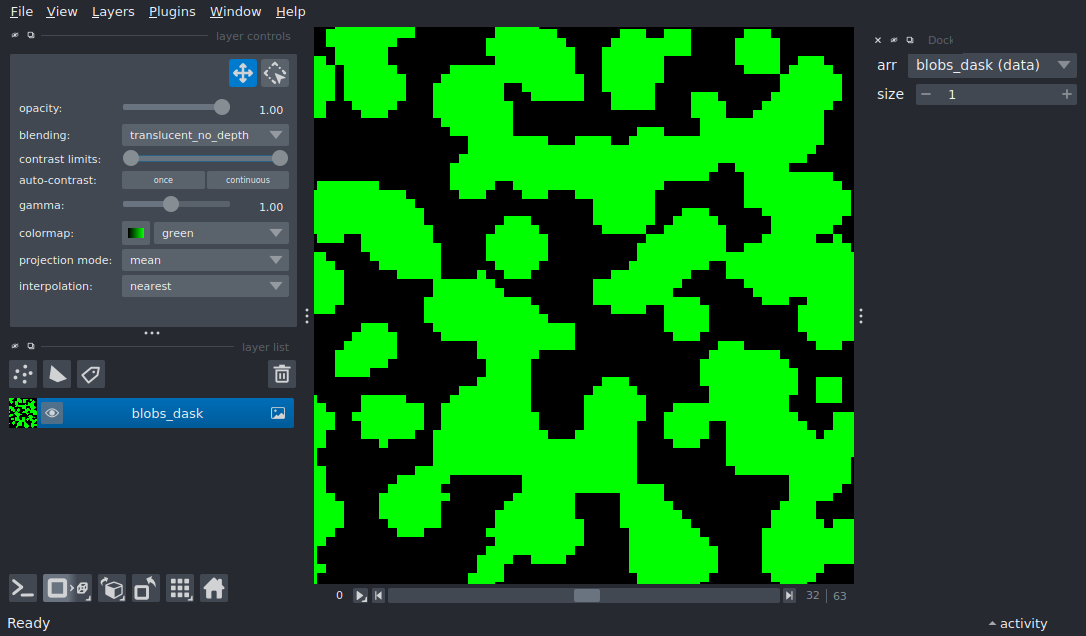 File View Layers Plugins Window Help
layer controls
opacity: 1.00
blending: translucent_no_depth
contrast limits:
auto-contrast: once continuous
gamma: 1.00
colormap: green
projection mode: mean
interpolation: nearest
layer list
blobs_dask
0 32 63
Dock
arr blobs_dask (data)
size 1
Ready
activity